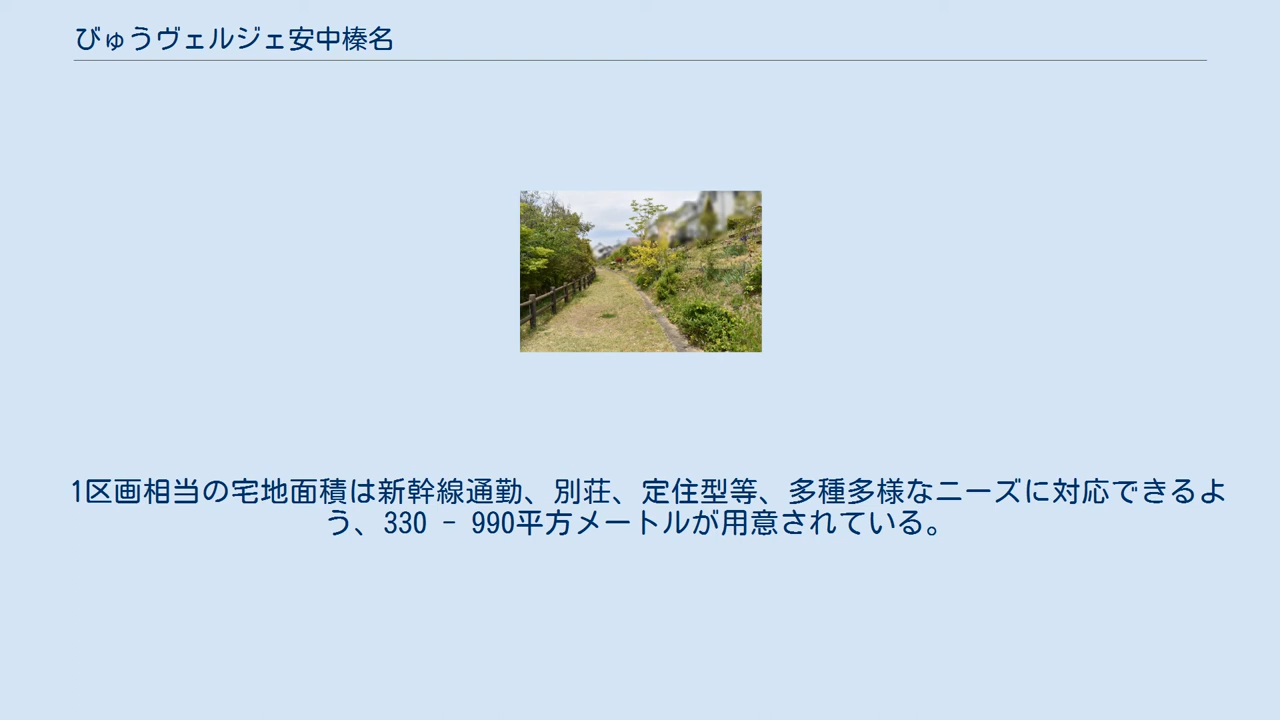 びゅうヴェルジェ安中榛名
1区画相当の宅地面積は新幹線通勤、別荘、定住型等、多種多様なニーズに対応できるよ
う、330 - 990平方メートルが用意されている。